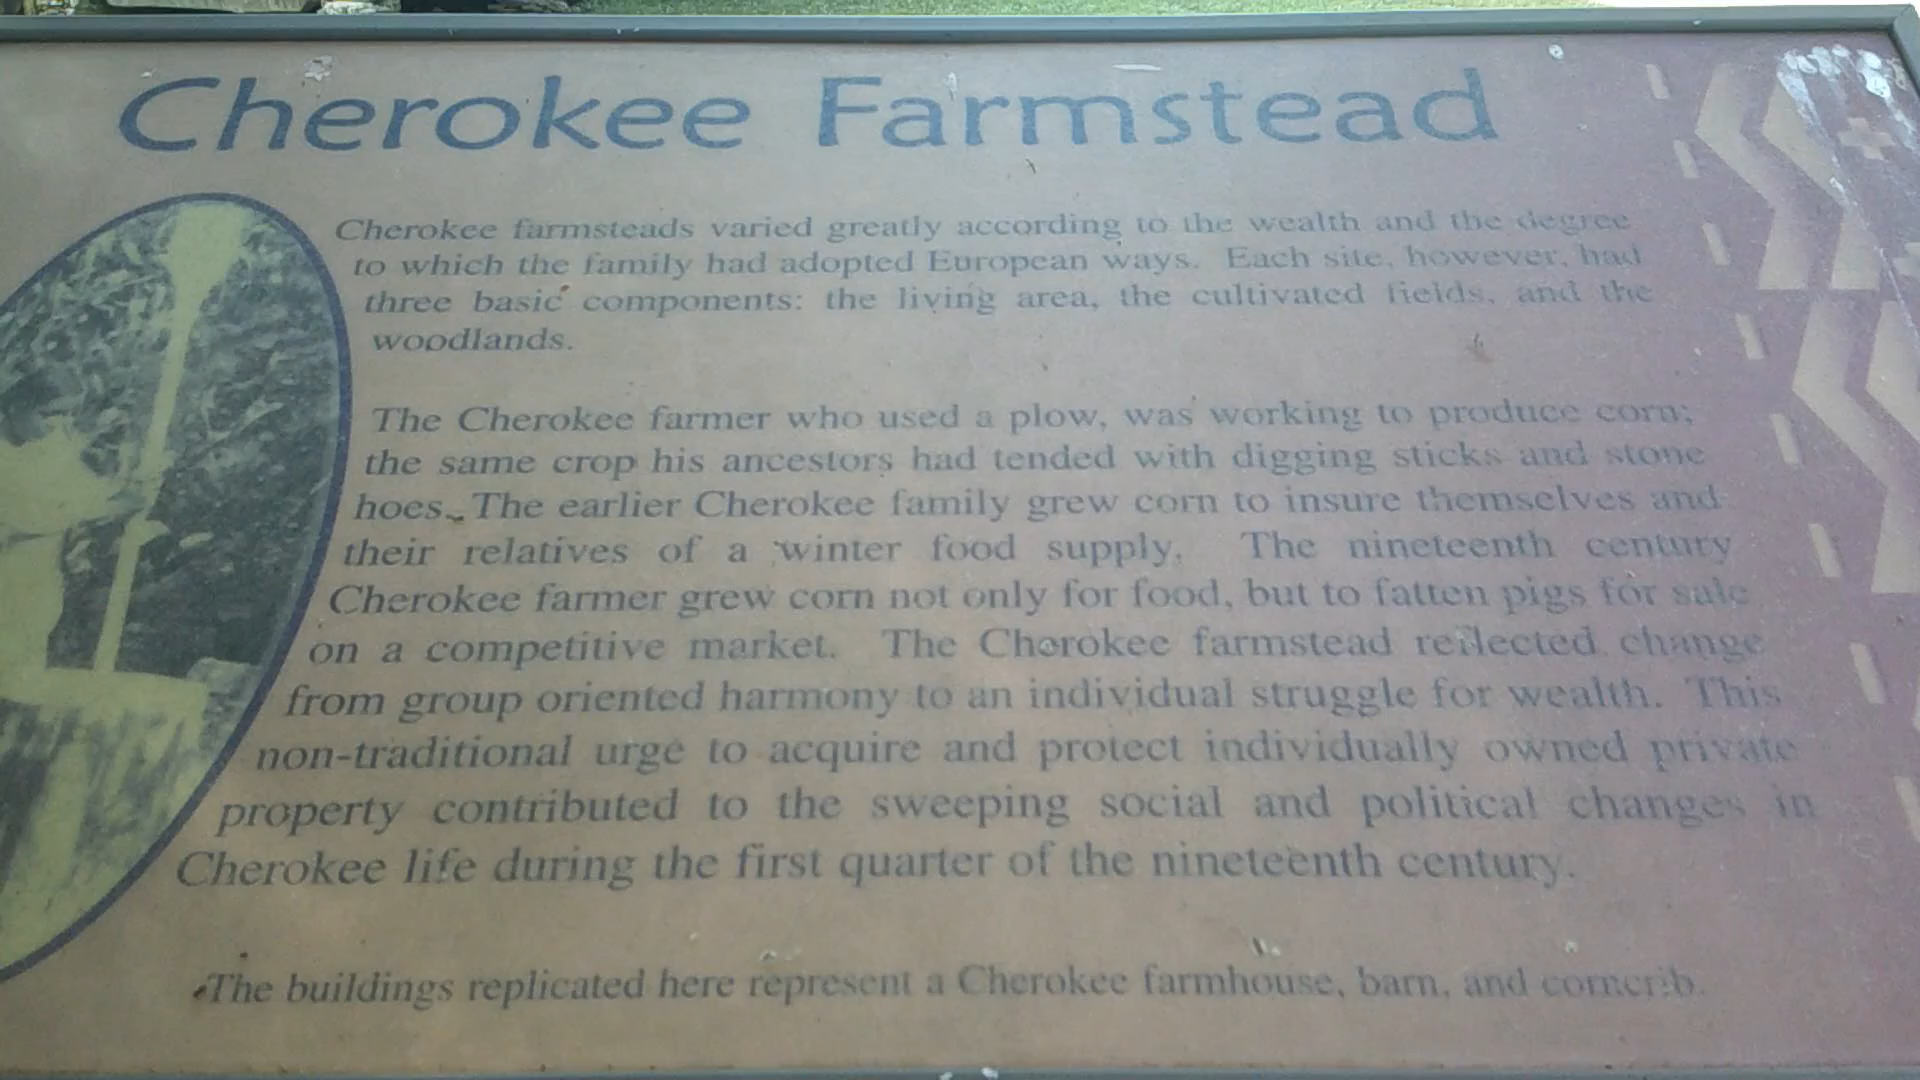 Cherokee Farmstead
Cherokee farmsteads varied greatly according to the wealth and the degree
to which the family had adopted European ways. Each site, however, had
three basic components: the living area, the cultivated fields, and the
woodlands.
The Cherokee farmer who used a plow, was working to produce corn;
the same crop his ancestors had tended with digging sticks and stone
hoes. The earlier Cherokee family grew corn to insure themselves and
their relatives of a winter food supply. The nineteenth century
Cherokee farmer grew corn not only for food, but to fatten pigs for sale
on a competitive market. The Cherokee farmstead reflected change
from group oriented harmony to an individual struggle for wealth. This
non-traditional urge to acquire and protect individually owned private
property contributed to the sweeping social and political changes in
Cherokee life during the first quarter of the nineteenth century.
The buildings replicated here represent a Cherokee farmhouse, barn, and corncrib.